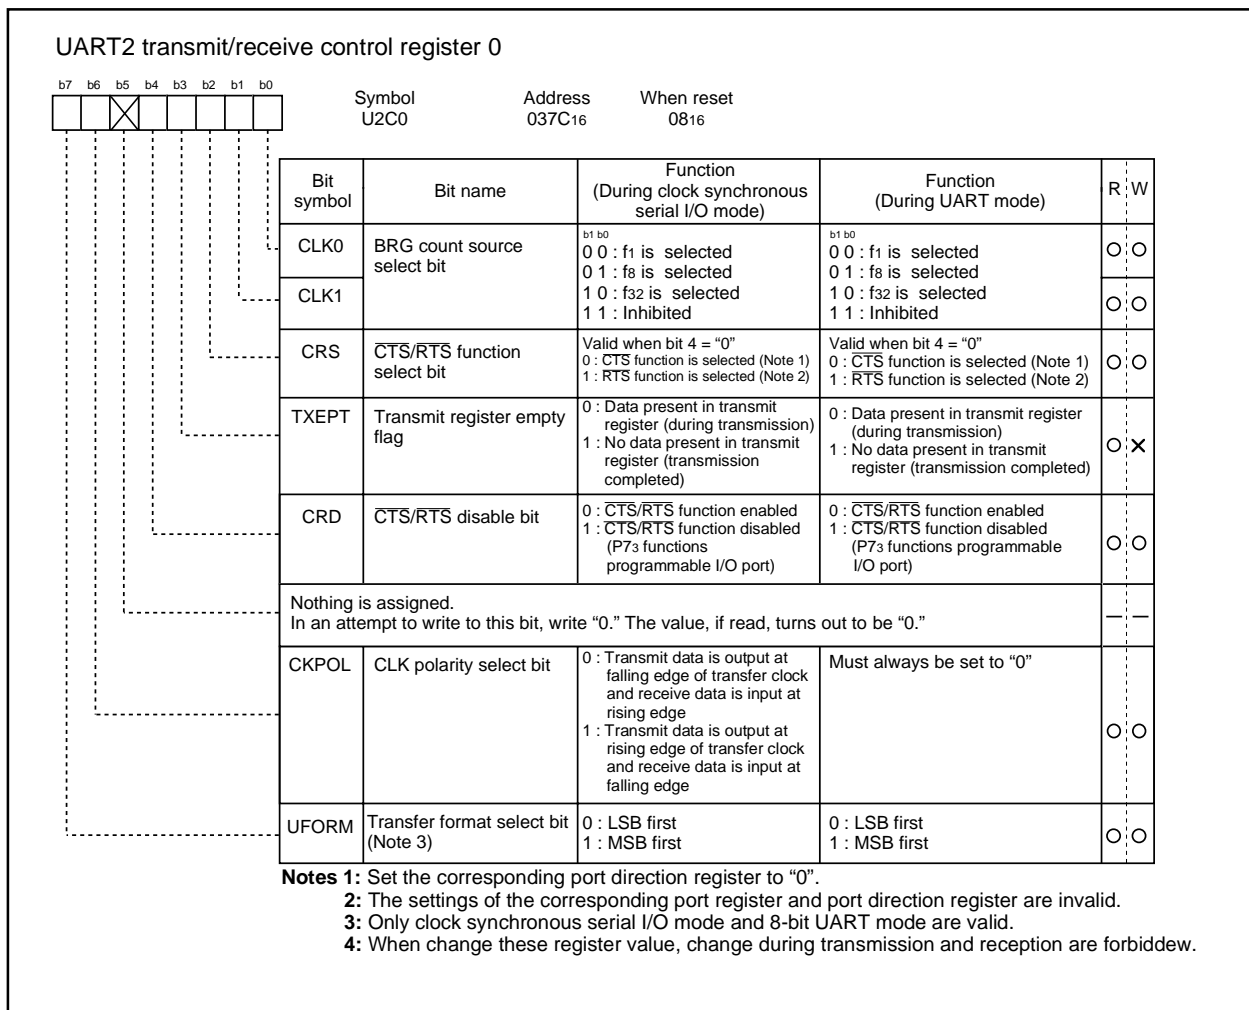 UART2 transmit/receive control register 0
b7 b6 b5 b4 b3 b2 b1 b0
Symbol Address When reset
U2C0 037C16 0816
Bit symbol Bit name Function (During clock synchronous serial I/O mode) Function (During UART mode) R W
CLK0 BRG count source select bit
CLK1
b1 b0
0 0 : f1 is selected
0 1 : f8 is selected
1 0 : f32 is selected
1 1 : Inhibited
b1 b0
0 0 : f1 is selected
0 1 : f8 is selected
1 0 : f32 is selected
1 1 : Inhibited
CRS CTS/RTS function select bit
Valid when bit 4 = “0”
0 : CTS function is selected (Note 1)
1 : RTS function is selected (Note 2)
Valid when bit 4 = “0”
0 : CTS function is selected (Note 1)
1 : RTS function is selected (Note 2)
TXEPT Transmit register empty flag
0 : Data present in transmit
register (during transmission)
1 : No data present in transmit
register (transmission
completed)
0 : Data present in transmit register
(during transmission)
1 : No data present in transmit
register (transmission completed)
CRD CTS/RTS disable bit
0 : CTS/RTS function enabled
1 : CTS/RTS function disabled
(P73 functions
programmable I/O port)
0 : CTS/RTS function enabled
1 : CTS/RTS function disabled
(P73 functions programmable
I/O port)
Nothing is assigned.
In an attempt to write to this bit, write “0.” The value, if read, turns out to be “0.”
CKPOL CLK polarity select bit
0 : Transmit data is output at
falling edge of transfer clock
and receive data is input at
rising edge
1 : Transmit data is output at
rising edge of transfer clock
and receive data is input at
falling edge
Must always be set to “0”
UFORM Transfer format select bit
(Note 3)
0 : LSB first
1 : MSB first
0 : LSB first
1 : MSB first
Notes 1: Set the corresponding port direction register to “0”.
2: The settings of the corresponding port register and port direction register are invalid.
3: Only clock synchronous serial I/O mode and 8-bit UART mode are valid.
4: When change these register value, change during transmission and reception are forbiddew.